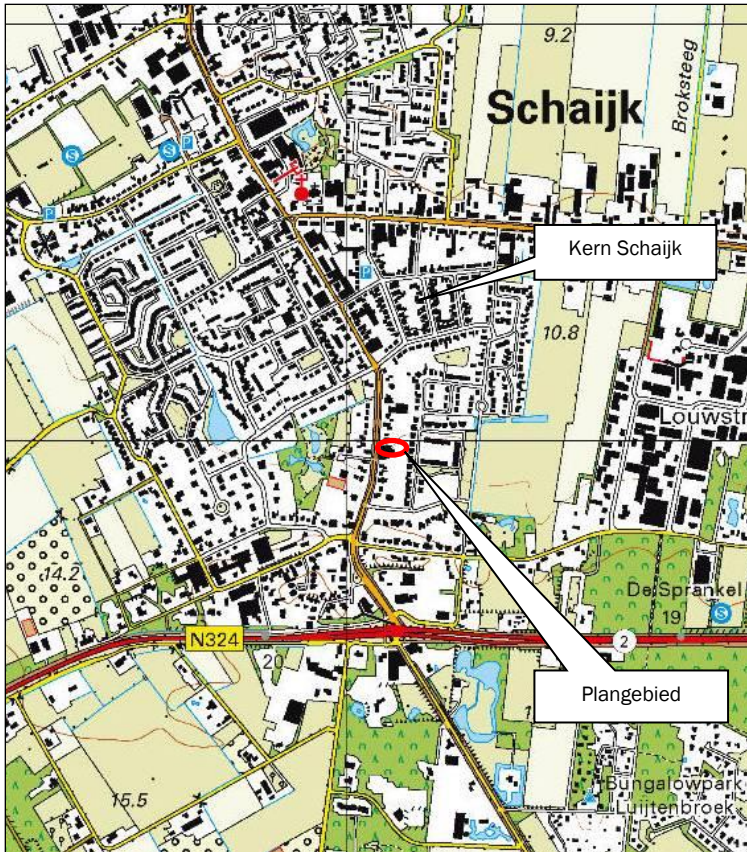 9.2
Schaijk
Broksteeg
S
S
P
P
Kern Schaijk
P
10.8
Louwstr
14.2
De Sprankel
19
S
N324
2
20
Plangebied
1
15.5
Bungalowpark
Luijtenbroek